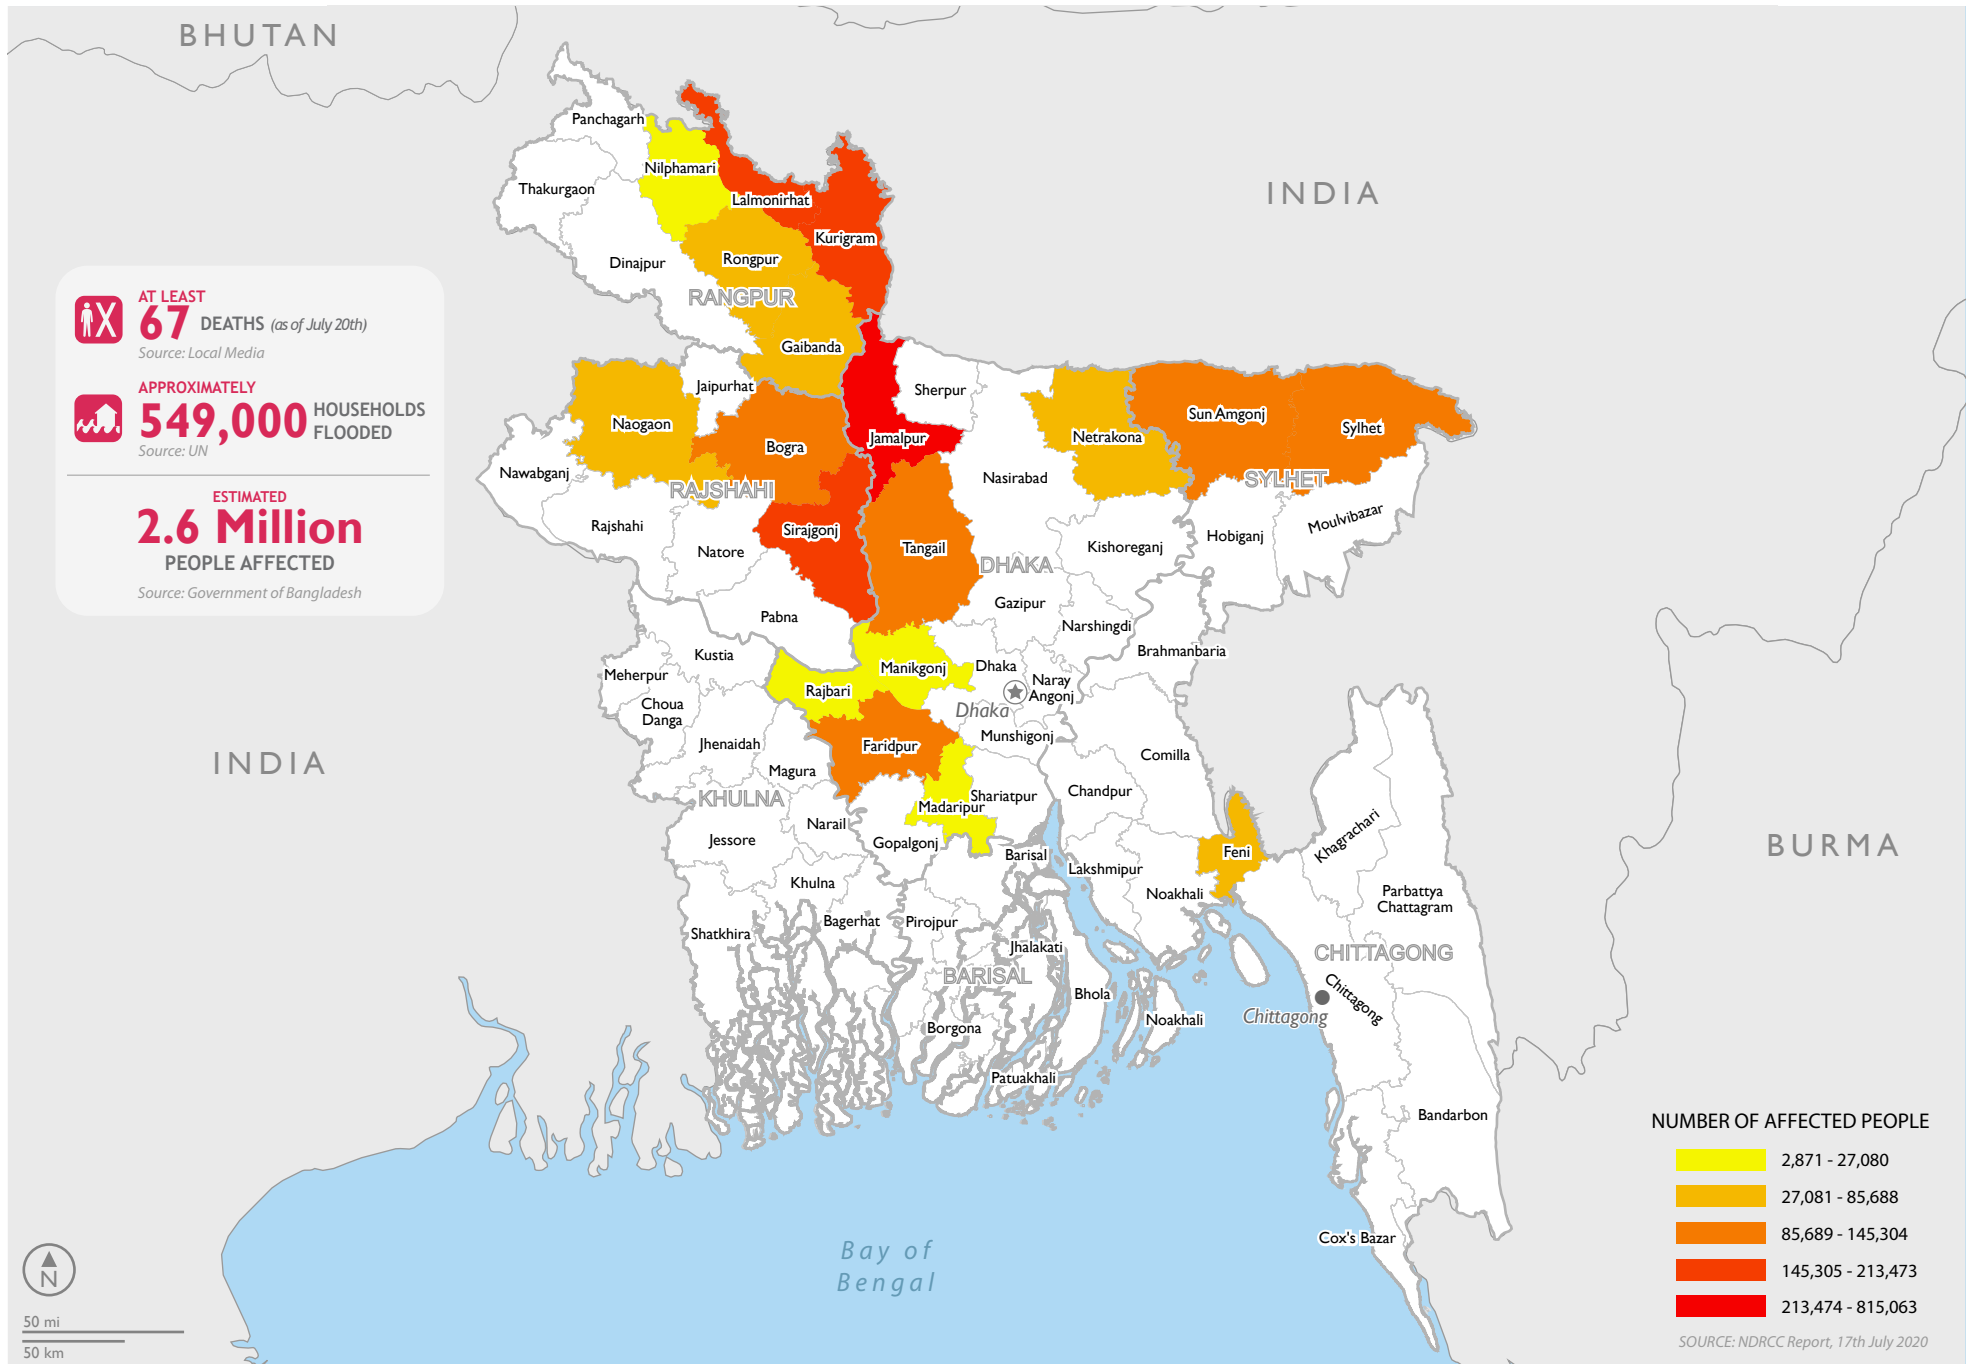 BHUTAN
INDIA
INDIA
BURMA
AT LEAST
67 DEATHS (as of July 20th)
Source: Local Media
APPROXIMATELY
549,000 HOUSEHOLDS
FLOODED
Source: UN
ESTIMATED
2.6 Million
PEOPLE AFFECTED
Source: Government of Bangladesh
Panchagarh
Nilphamari
Thakurgaon
Lalmonirhat
Kurigram
Dinajpur
Rongpur
RANGPUR
Gaibanda
Jaipurhat
Sherpur
Naogaon
Bogra
Jamalpur
Netrakona
Sun Amgonj
Sylhet
Nawabganj
RAJSHAHI
Nasirabad
SYLHET
Rajshahi
Natore
Sirajgonj
Tangail
Kishoreganj
Hobiganj
Moulvibazar
DHAKA
Pabna
Gazipur
Narshingdi
Brahmanbaria
Kustia
Meherpur
Manikgonj
Dhaka
Rajbari
Naray
Angonj
Choua
Danga
Dhaka
Jhenaidah
Faridpur
Munshigonj
Comilla
Magura
KHULNA
Shariatpur
Chandpur
Madaripur
Narail
Jessore
Gopalgonj
Barisal
Feni
Khagrachari
Lakshmipur
Khulna
Noakhali
Parbattya
Chattagram
Shatkhira
Bagerhat
Pirojpur
Jhalakati
CHITTAGONG
BARISAL
Bhola
Chittagong
Chittagong
Noakhali
Borgona
Patuakhali
Bandarbon
Cox's Bazar
Bay of
Bengal
N
50 mi
50 km
NUMBER OF AFFECTED PEOPLE
2,871 - 27,080
27,081 - 85,688
85,689 - 145,304
145,305 - 213,473
213,474 - 815,063
SOURCE: NDRCC Report, 17th July 2020